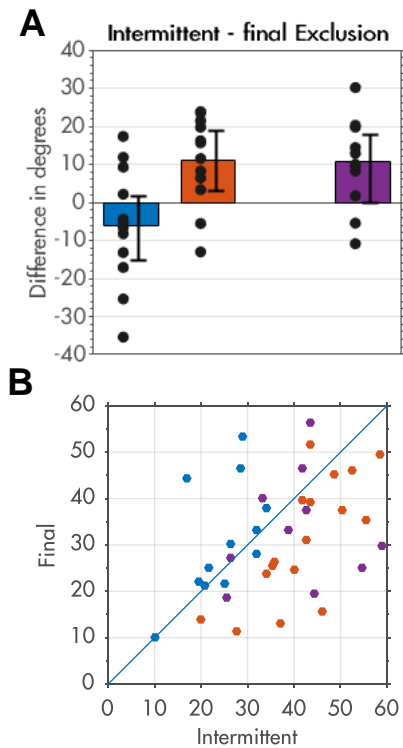 A
Intermittent - final Exclusion
40
30
20
10
0
-10
-20
-30
-40
Difference in degrees
B
60
50
40
30
20
10
0
Final
0 10 20 30 40 50 60
Intermittent